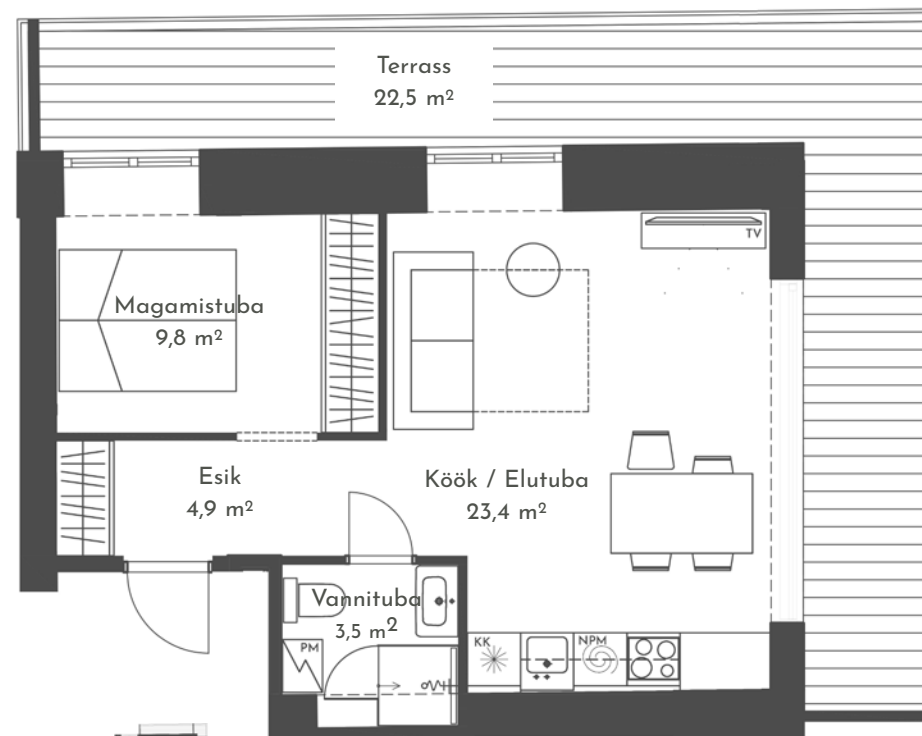 Terrass
22,5 m²
TV
Magamistuba
9,8 m²
Esik
4,9 m²
Köök / Elutuba
23,4 m²
Vannituba
3,5 m²
PM
KK
NPM